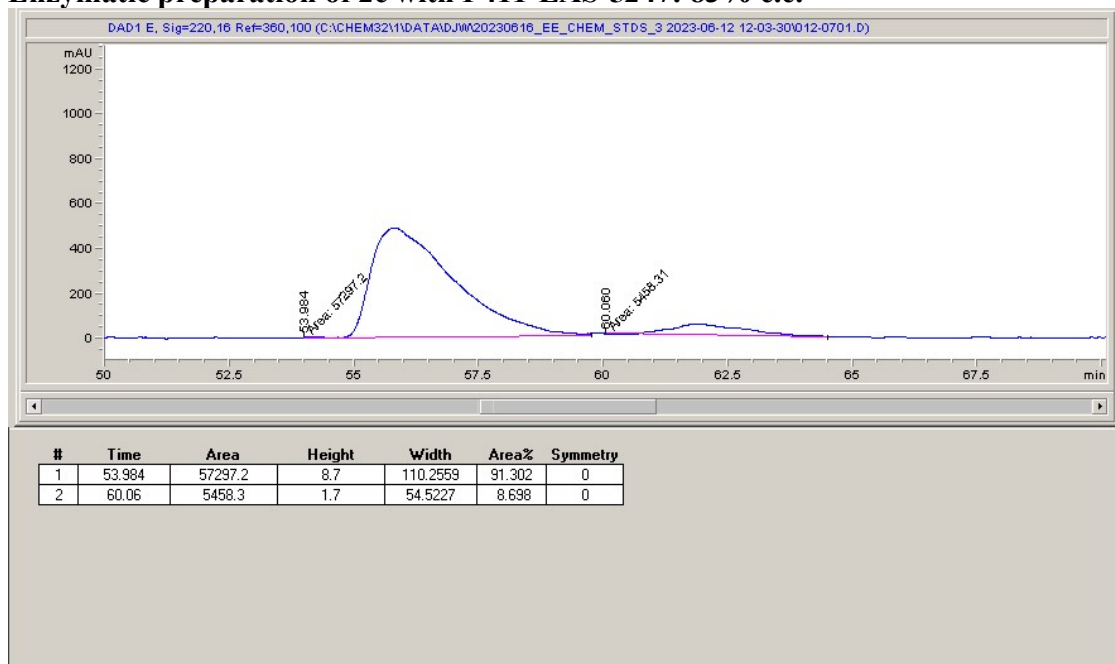 DAD1 E, Sig=220,16 Ref=360,100 (C:\CHEM32\1\DATA\DJW\20230616_EE_CHEM_STDS_3 2023-06-12 12-03-30\012-0701.D)
mAU
1200
1000
800
600
400
200
0
53.984
Area: 57297.2
60.060
Area: 5458.31
50 52.5 55 57.5 60 62.5 65 67.5 min
# Time Area Height Width Area% Symmetry
1 53.984 57297.2 8.7 110.2559 91.302 0
2 60.06 5458.3 1.7 54.5227 8.698 0